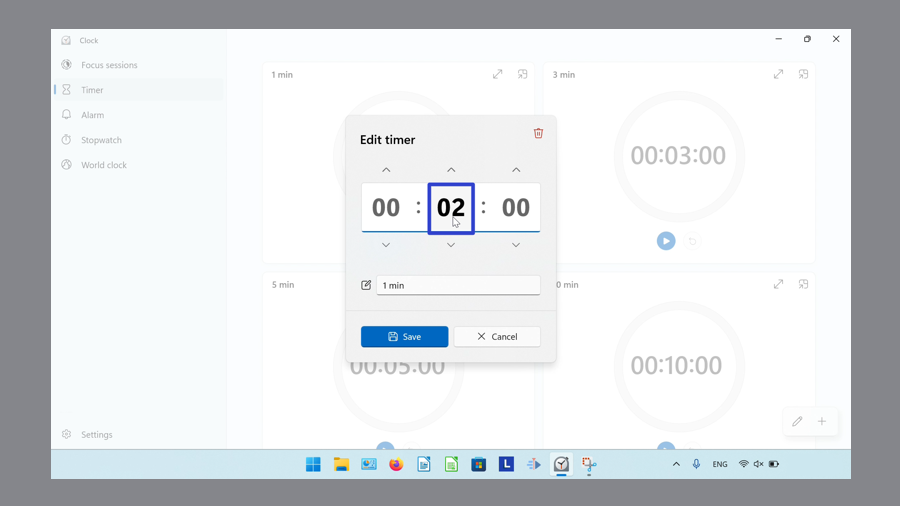 Clock
Focus sessions
Timer
Alarm
Stopwatch
World clock
Settings
1 min
3 min
00:03:00
Edit timer
00 : 02 : 00
1 min
Save
Cancel
5 min
0 min
00:05:00
00:10:00
L
ENG